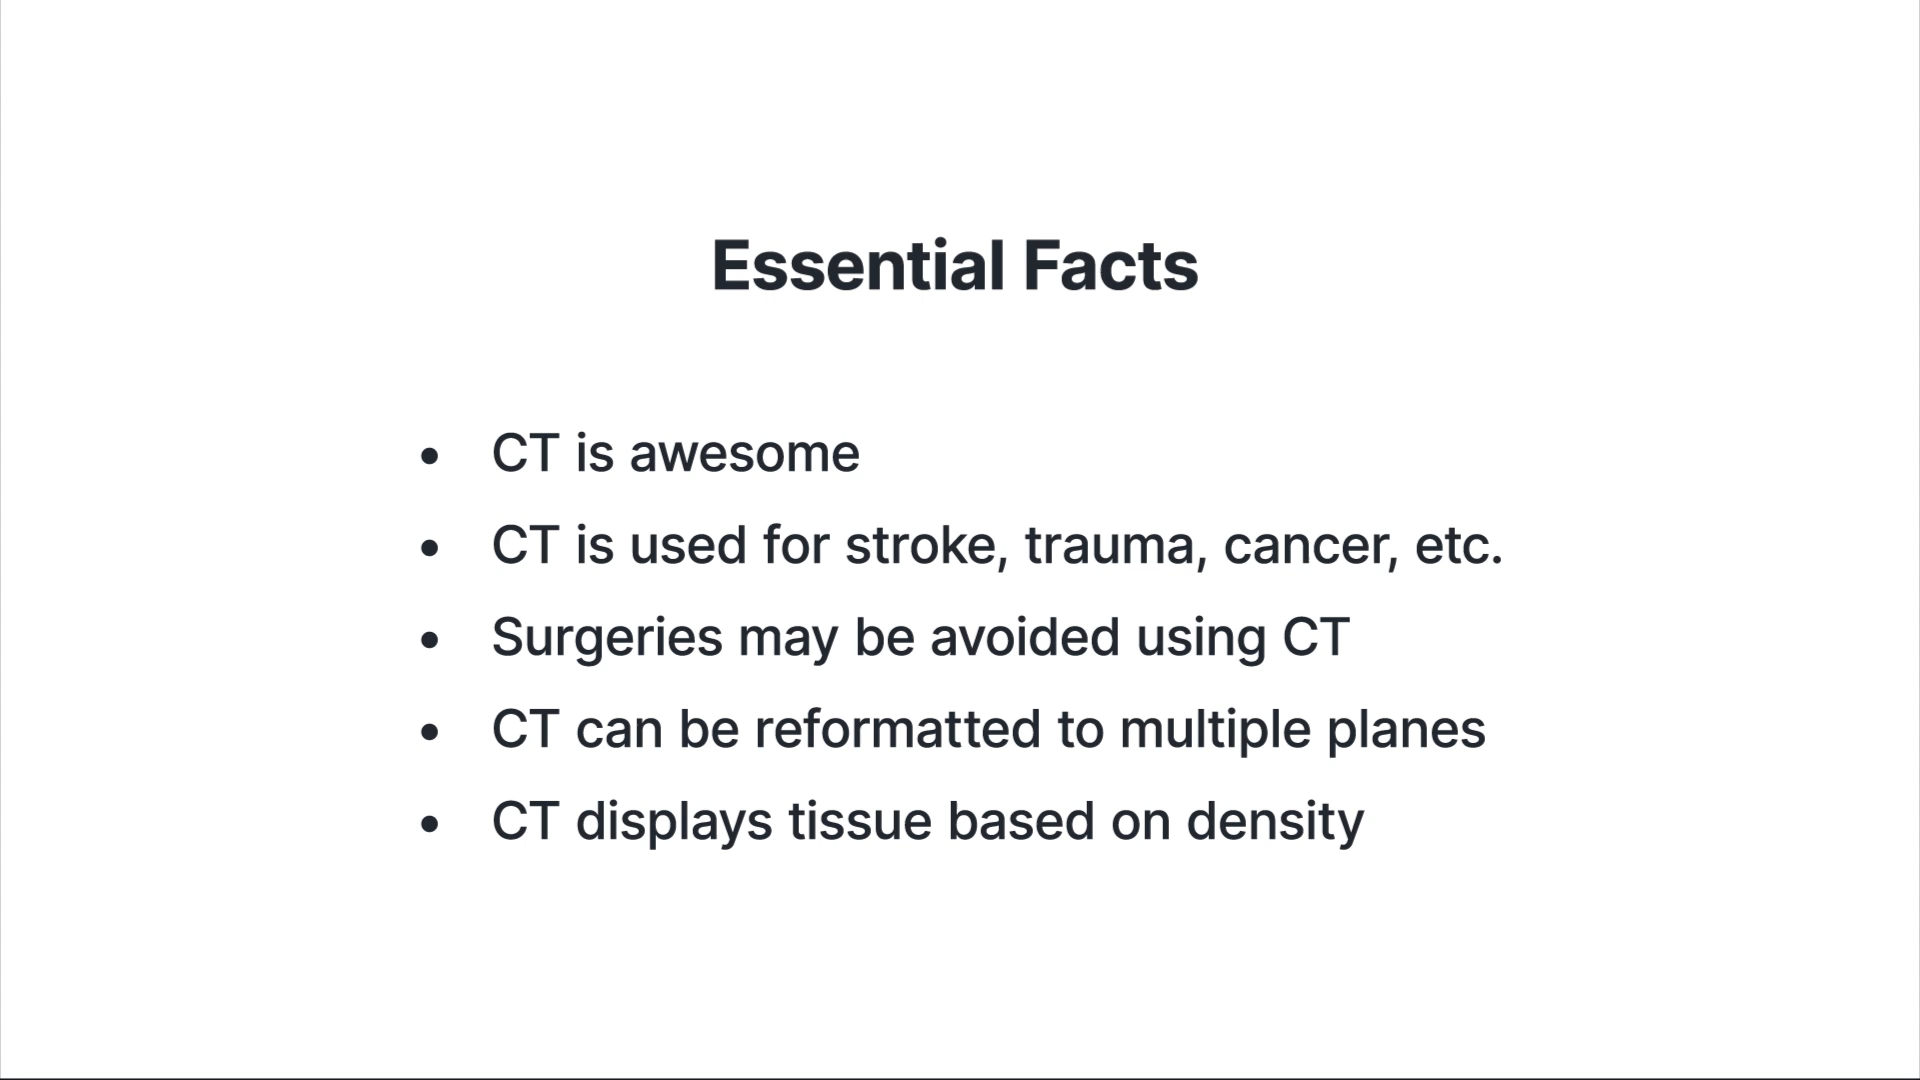 Essential Facts
• CT is awesome
• CT is used for stroke, trauma, cancer, etc.
• Surgeries may be avoided using CT
• CT can be reformatted to multiple planes
• CT displays tissue based on density